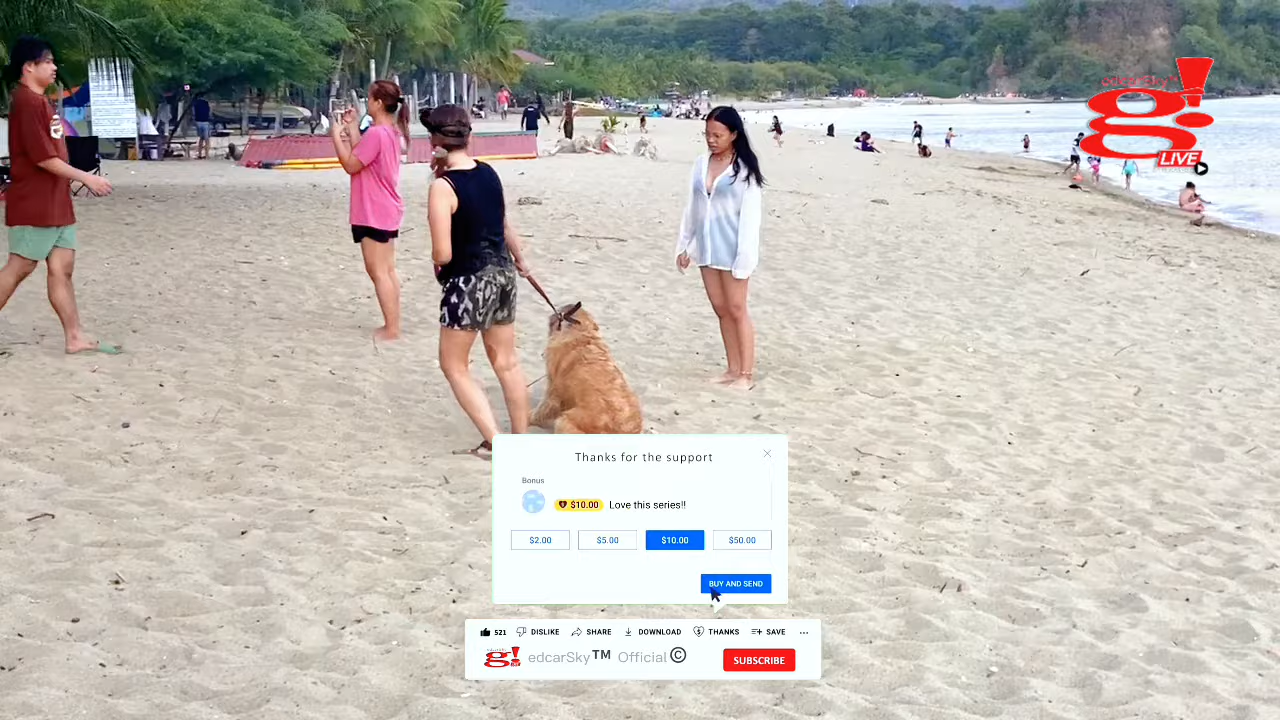 edcarSky™
g!
LIVE
Thanks for the support
Bonus
$10.00 Love this series!!
$2.00 $5.00 $10.00 $50.00
BUY AND SEND
521 DISLIKE SHARE DOWNLOAD THANKS SAVE
g! edcarSky™ Official©
SUBSCRIBE